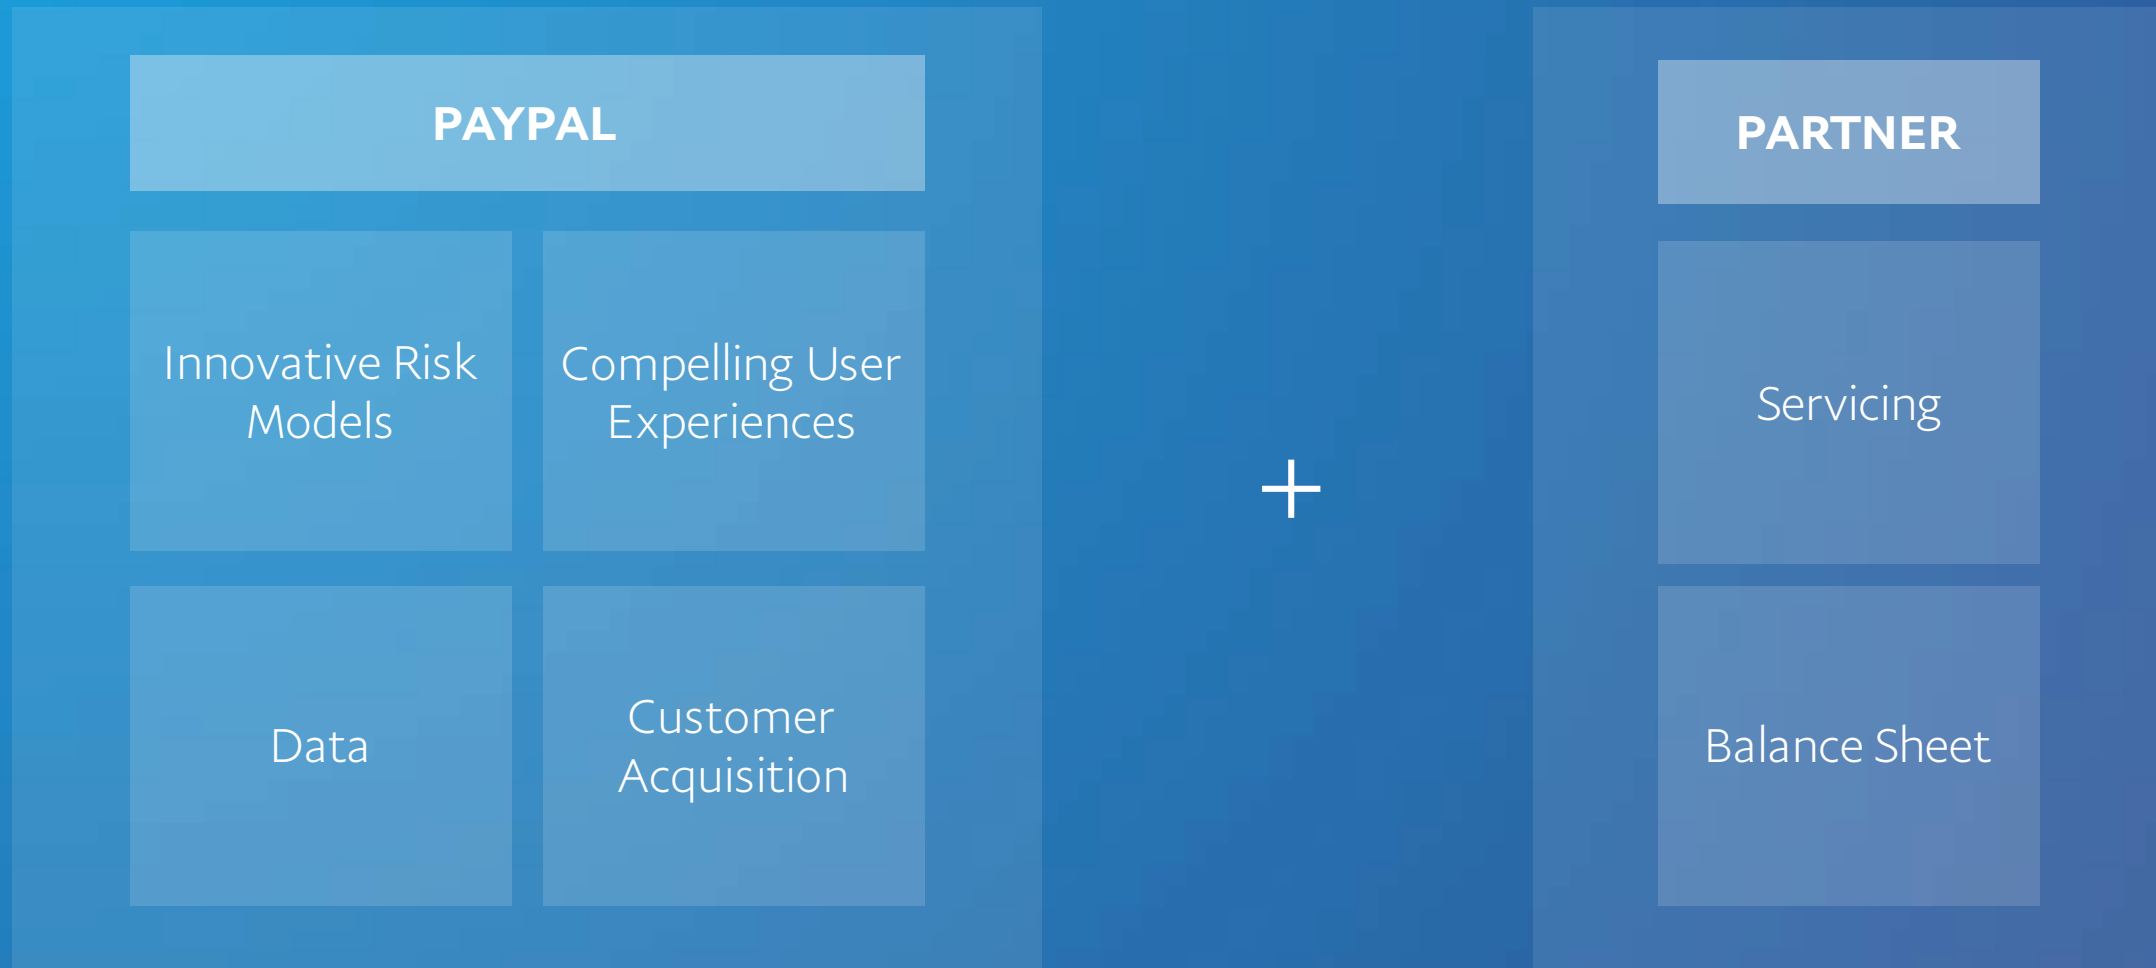 PAYPAL
Innovative Risk
Models
Compelling User
Experiences
Data
Customer
Acquisition
+
PARTNER
Servicing
Balance Sheet